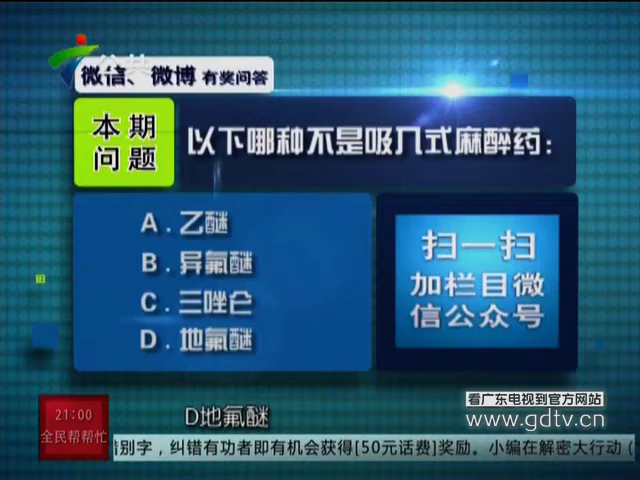 公共
微信、微博 有奖问答
本期
问题
以下哪种不是吸入式麻醉药：
A．乙醚
B．异氟醚
C．三唑仑
D．地氟醚
扫一扫
加栏目微
信公众号
看广东电视到官方网站
www.gdtv.cn
21:00
全民帮帮忙
D地氟醚
错别字，纠错有功者即有机会获得[50元话费]奖励。小编在解密大行动（